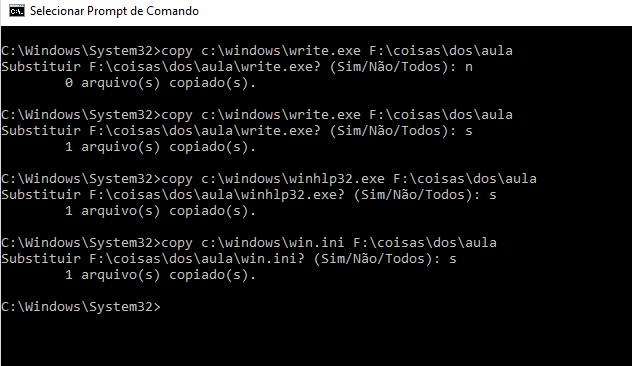 Selecionar Prompt de Comando
C:\Windows\System32>copy c:\windows\write.exe F:\coisas\dos\aula
Substituir F:\coisas\dos\aula\write.exe? (Sim/Não/Todos): n
        0 arquivo(s) copiado(s).
C:\Windows\System32>copy c:\windows\write.exe F:\coisas\dos\aula
Substituir F:\coisas\dos\aula\write.exe? (Sim/Não/Todos): s
        1 arquivo(s) copiado(s).
C:\Windows\System32>copy c:\windows\winhlp32.exe F:\coisas\dos\aula
Substituir F:\coisas\dos\aula\winhlp32.exe? (Sim/Não/Todos): s
        1 arquivo(s) copiado(s).
C:\Windows\System32>copy c:\windows\win.ini F:\coisas\dos\aula
Substituir F:\coisas\dos\aula\win.ini? (Sim/Não/Todos): s
        1 arquivo(s) copiado(s).
C:\Windows\System32>